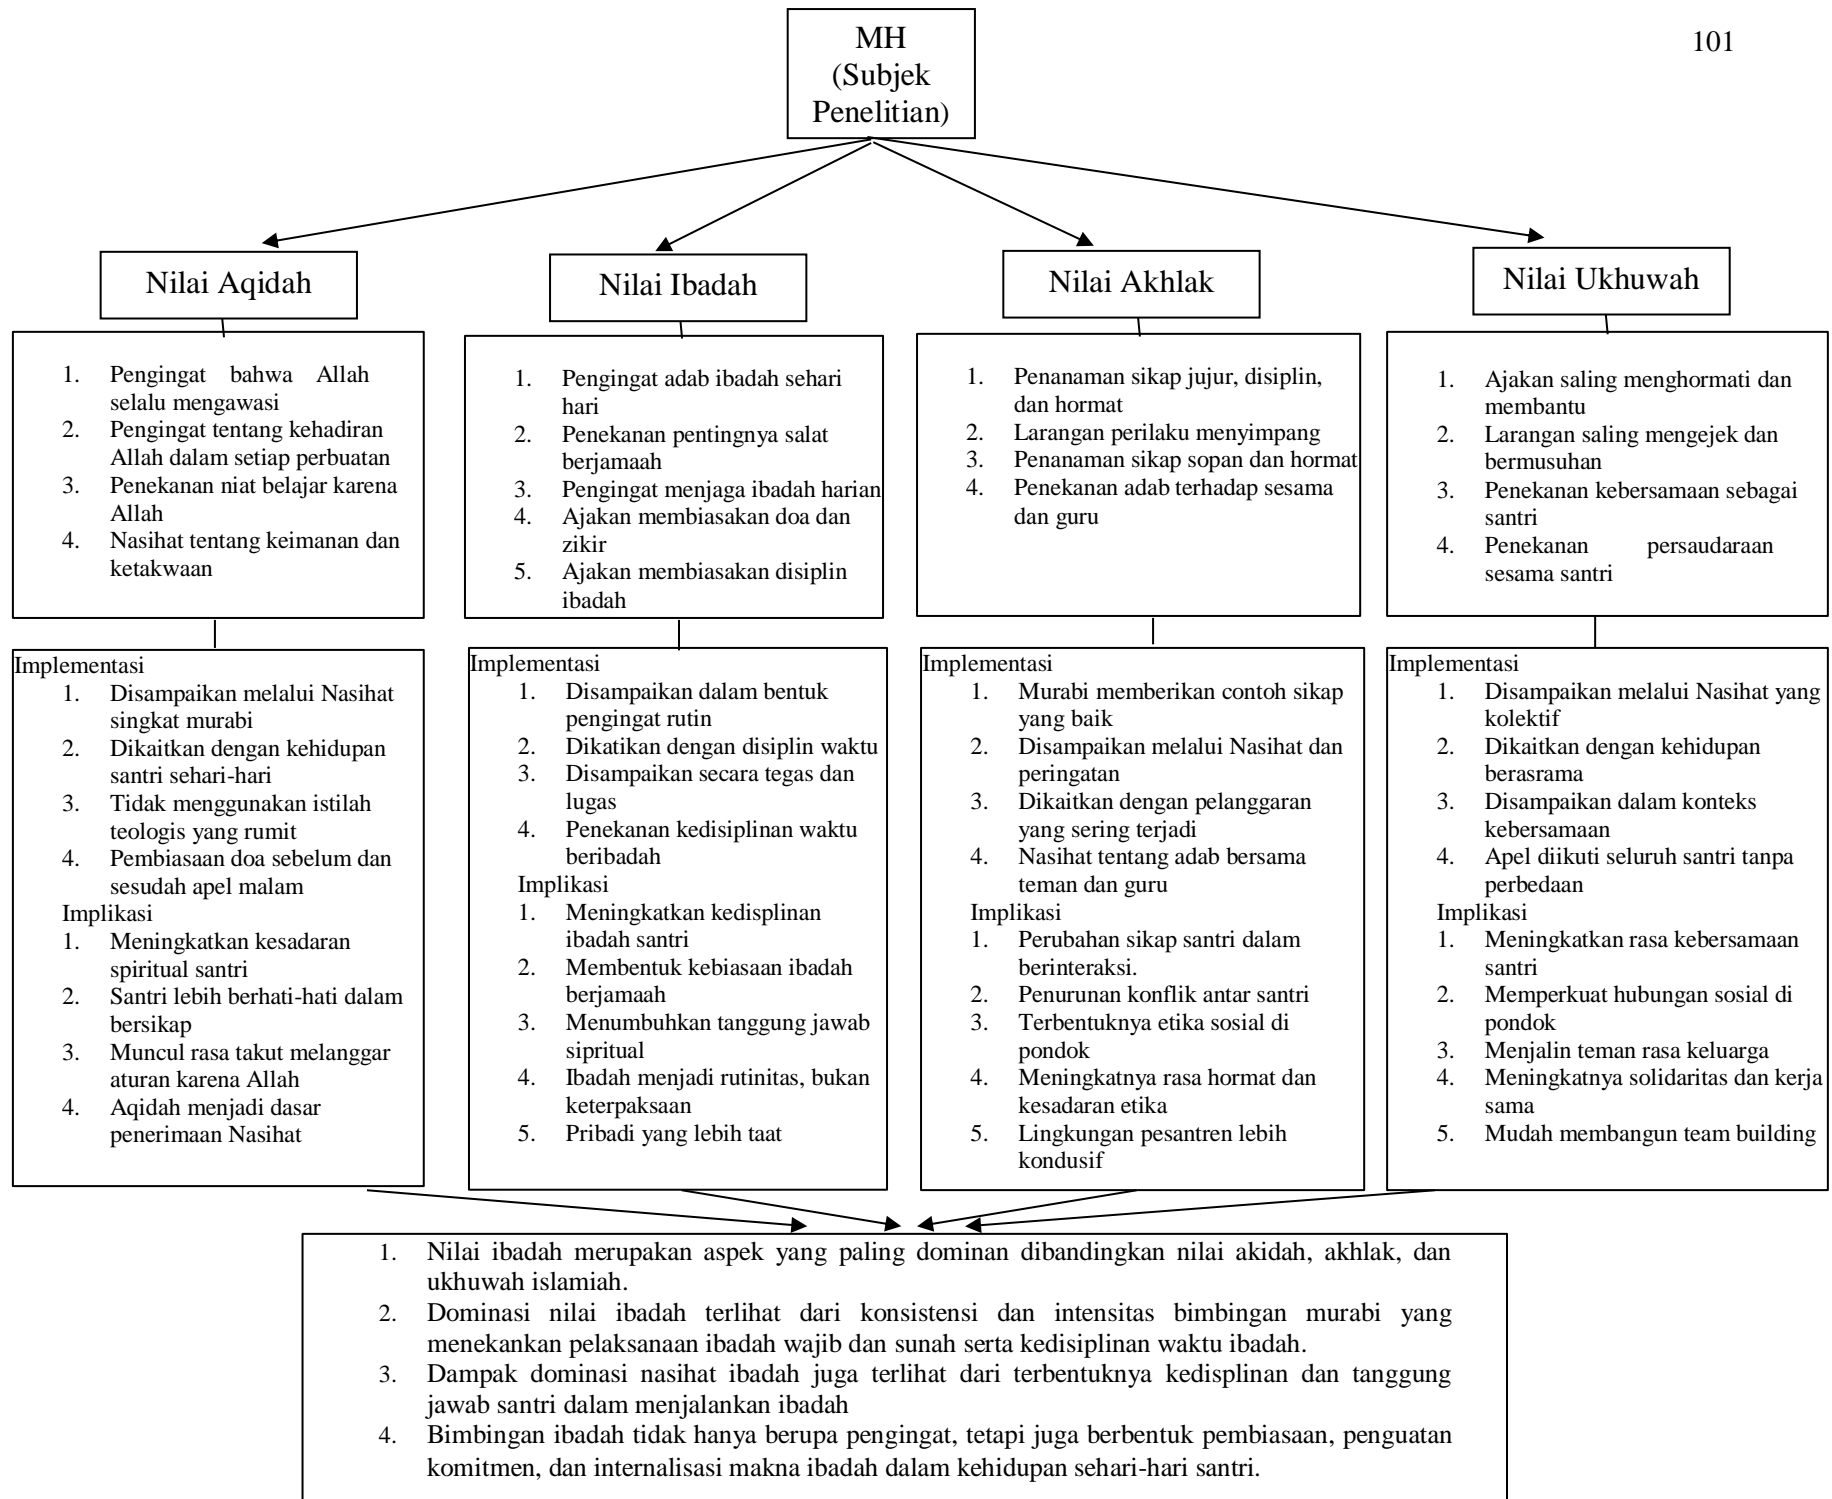 101
MH
(Subjek
Penelitian)
Nilai Aqidah
Nilai Ibadah
Nilai Akhlak
Nilai Ukhuwah
1. Pengingat bahwa Allah
selalu mengawasi
2. Pengingat tentang kehadiran
Allah dalam setiap perbuatan
3. Penekanan niat belajar karena
Allah
4. Nasihat tentang keimanan dan
ketakwaan
1. Pengingat adab ibadah sehari
hari
2. Penekanan pentingnya salat
berjamaah
3. Pengingat menjaga ibadah harian
4. Ajakan membiasakan doa dan
zikir
5. Ajakan membiasakan disiplin
ibadah
1. Penanaman sikap jujur, disiplin,
dan hormat
2. Larangan perilaku menyimpang
3. Penanaman sikap sopan dan hormat
4. Penekanan adab terhadap sesama
dan guru
1. Ajakan saling menghormati dan
membantu
2. Larangan saling mengejek dan
bermusuhan
3. Penekanan kebersamaan sebagai
santri
4. Penekanan persaudaraan
sesama santri
Implementasi
1. Disampaikan melalui Nasihat
singkat murabi
2. Dikaitkan dengan kehidupan
santri sehari-hari
3. Tidak menggunakan istilah
teologis yang rumit
4. Pembiasaan doa sebelum dan
sesudah apel malam
Implikasi
1. Meningkatkan kesadaran
spiritual santri
2. Santri lebih berhati-hati dalam
bersikap
3. Muncul rasa takut melanggar
aturan karena Allah
4. Aqidah menjadi dasar
penerimaan Nasihat
Implementasi
1. Disampaikan dalam bentuk
pengingat rutin
2. Dikatikan dengan disiplin waktu
3. Disampaikan secara tegas dan
lugas
4. Penekanan kedisiplinan waktu
beribadah
Implikasi
1. Meningkatkan kedisplinan
ibadah santri
2. Membentuk kebiasaan ibadah
berjamaah
3. Menumbuhkan tanggung jawab
sipritual
4. Ibadah menjadi rutinitas, bukan
keterpaksaan
5. Pribadi yang lebih taat
Implementasi
1. Murabi memberikan contoh sikap
yang baik
2. Disampaikan melalui Nasihat dan
peringatan
3. Dikaitkan dengan pelanggaran
yang sering terjadi
4. Nasihat tentang adab bersama
teman dan guru
Implikasi
1. Perubahan sikap santri dalam
berinteraksi.
2. Penurunan konflik antar santri
3. Terbentuknya etika sosial di
pondok
4. Meningkatnya rasa hormat dan
kesadaran etika
5. Lingkungan pesantren lebih
kondusif
Implementasi
1. Disampaikan melalui Nasihat yang
kolektif
2. Dikaitkan dengan kehidupan
berasrama
3. Disampaikan dalam konteks
kebersamaan
4. Apel diikuti seluruh santri tanpa
perbedaan
Implikasi
1. Meningkatkan rasa kebersamaan
santri
2. Memperkuat hubungan sosial di
pondok
3. Menjalin teman rasa keluarga
4. Meningkatnya solidaritas dan kerja
sama
5. Mudah membangun team building
1. Nilai ibadah merupakan aspek yang paling dominan dibandingkan nilai akidah, akhlak, dan
ukhuwah islamiah.
2. Dominasi nilai ibadah terlihat dari konsistensi dan intensitas bimbingan murabi yang
menekankan pelaksanaan ibadah wajib dan sunah serta kedisiplinan waktu ibadah.
3. Dampak dominasi nasihat ibadah juga terlihat dari terbentuknya kedisplinan dan tanggung
jawab santri dalam menjalankan ibadah
4. Bimbingan ibadah tidak hanya berupa pengingat, tetapi juga berbentuk pembiasaan, penguatan
komitmen, dan internalisasi makna ibadah dalam kehidupan sehari-hari santri.